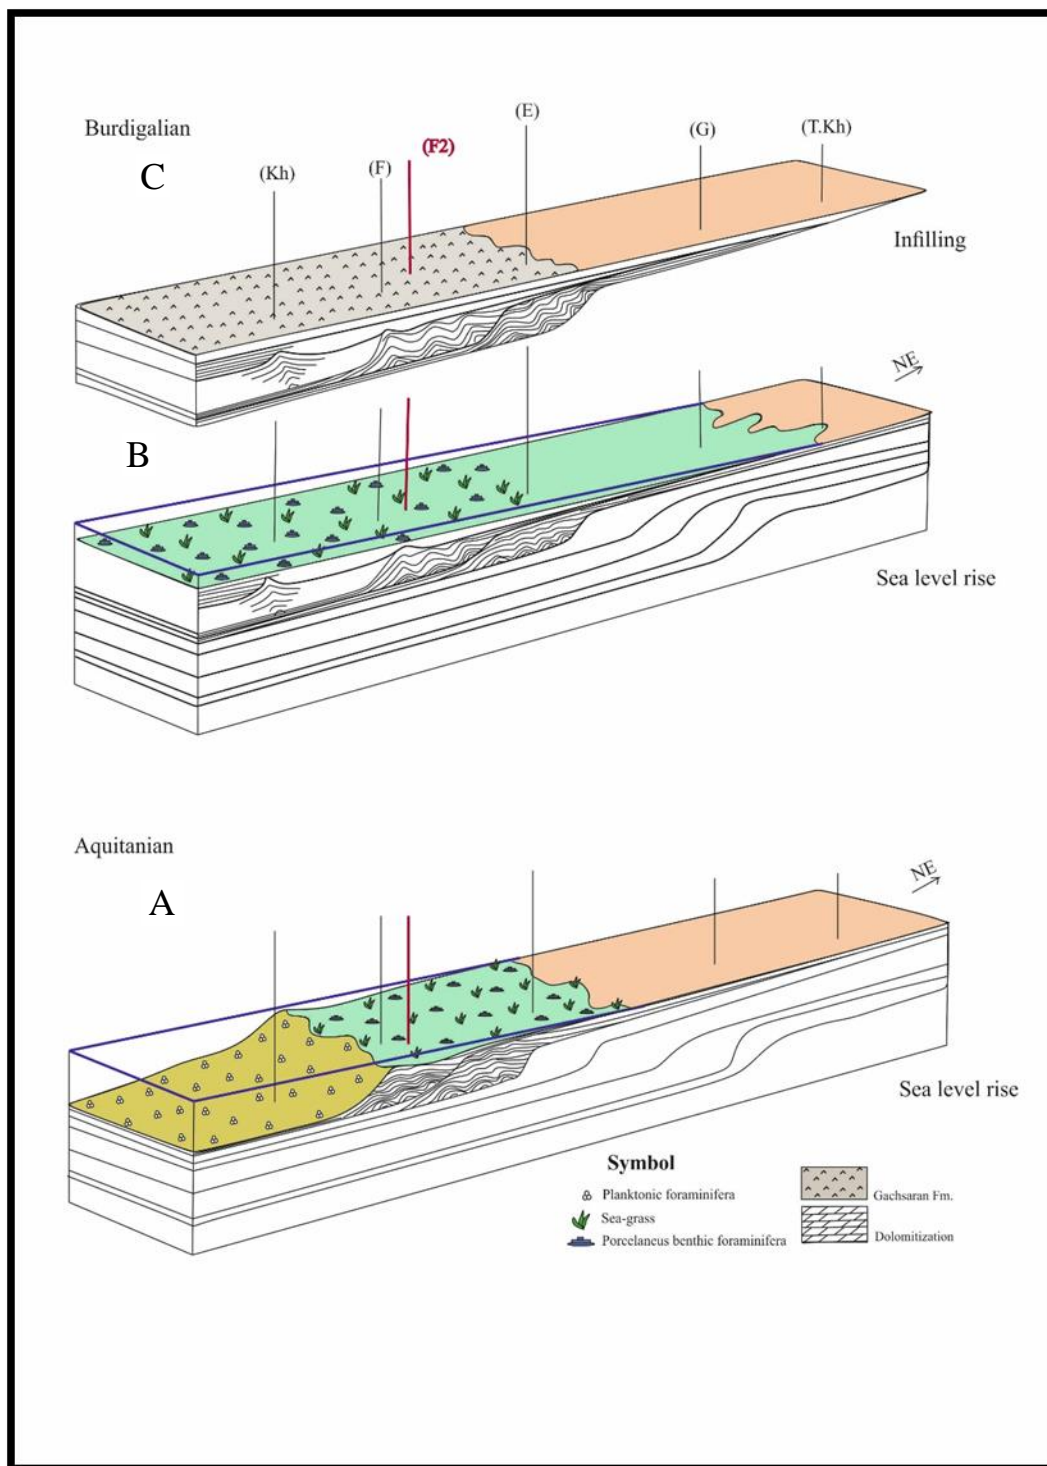 Burdigalian
C
(Kh)
(F)
(F2)
(E)
(G)
(T.Kh)
Infilling
NE
B
Sea level rise
Aquitanian
A
NE
Sea level rise
Symbol
Planktonic foraminifera
Sea-grass
Porcelaneus benthic foraminifera
Gachsaran Fm.
Dolomitization